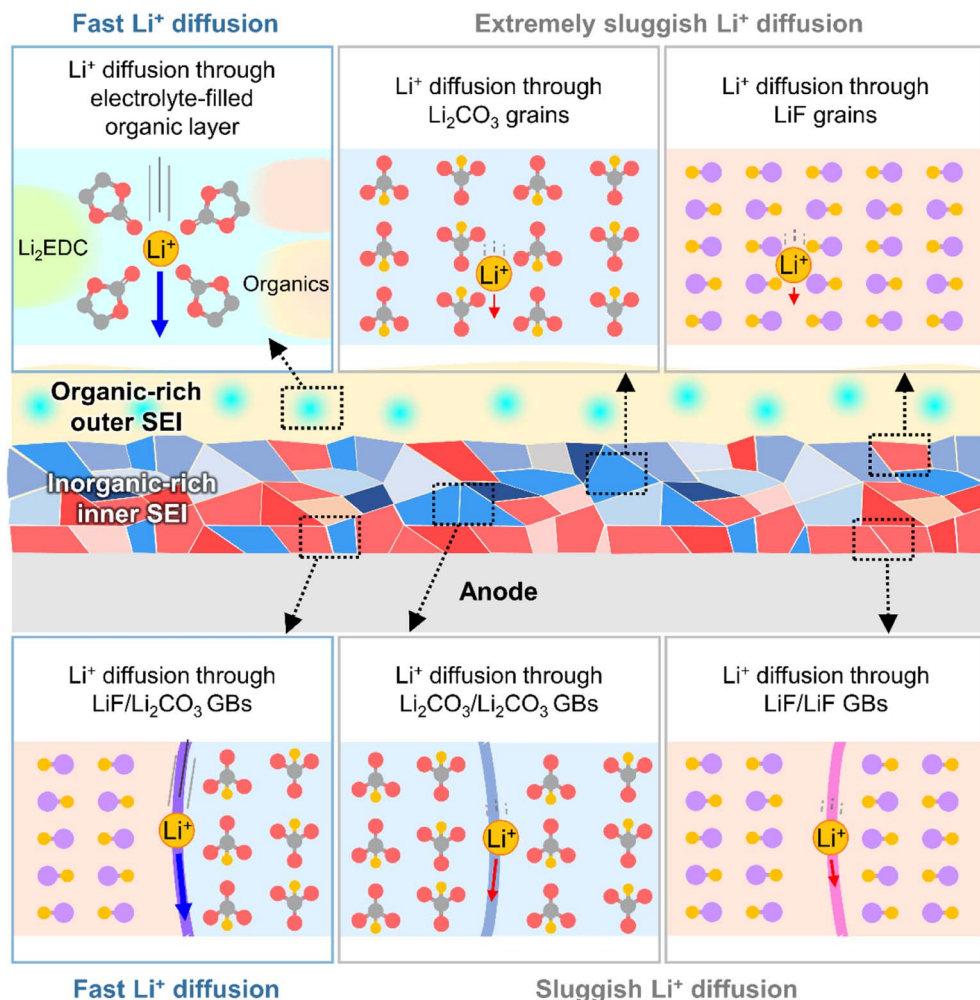 Fast Li⁺ diffusion
Extremely sluggish Li⁺ diffusion
Li⁺ diffusion through
electrolyte-filled
organic layer
Li⁺ diffusion through
Li₂CO₃ grains
Li⁺ diffusion through
LiF grains
Li₂EDC
Li⁺
Organics
Li⁺
Li⁺
Organic-rich
outer SEI
Inorganic-rich
inner SEI
Anode
Li⁺ diffusion through
LiF/Li₂CO₃ GBs
Li⁺ diffusion through
Li₂CO₃/Li₂CO₃ GBs
Li⁺ diffusion through
LiF/LiF GBs
Li⁺
Li⁺
Li⁺
Fast Li⁺ diffusion
Sluggish Li⁺ diffusion